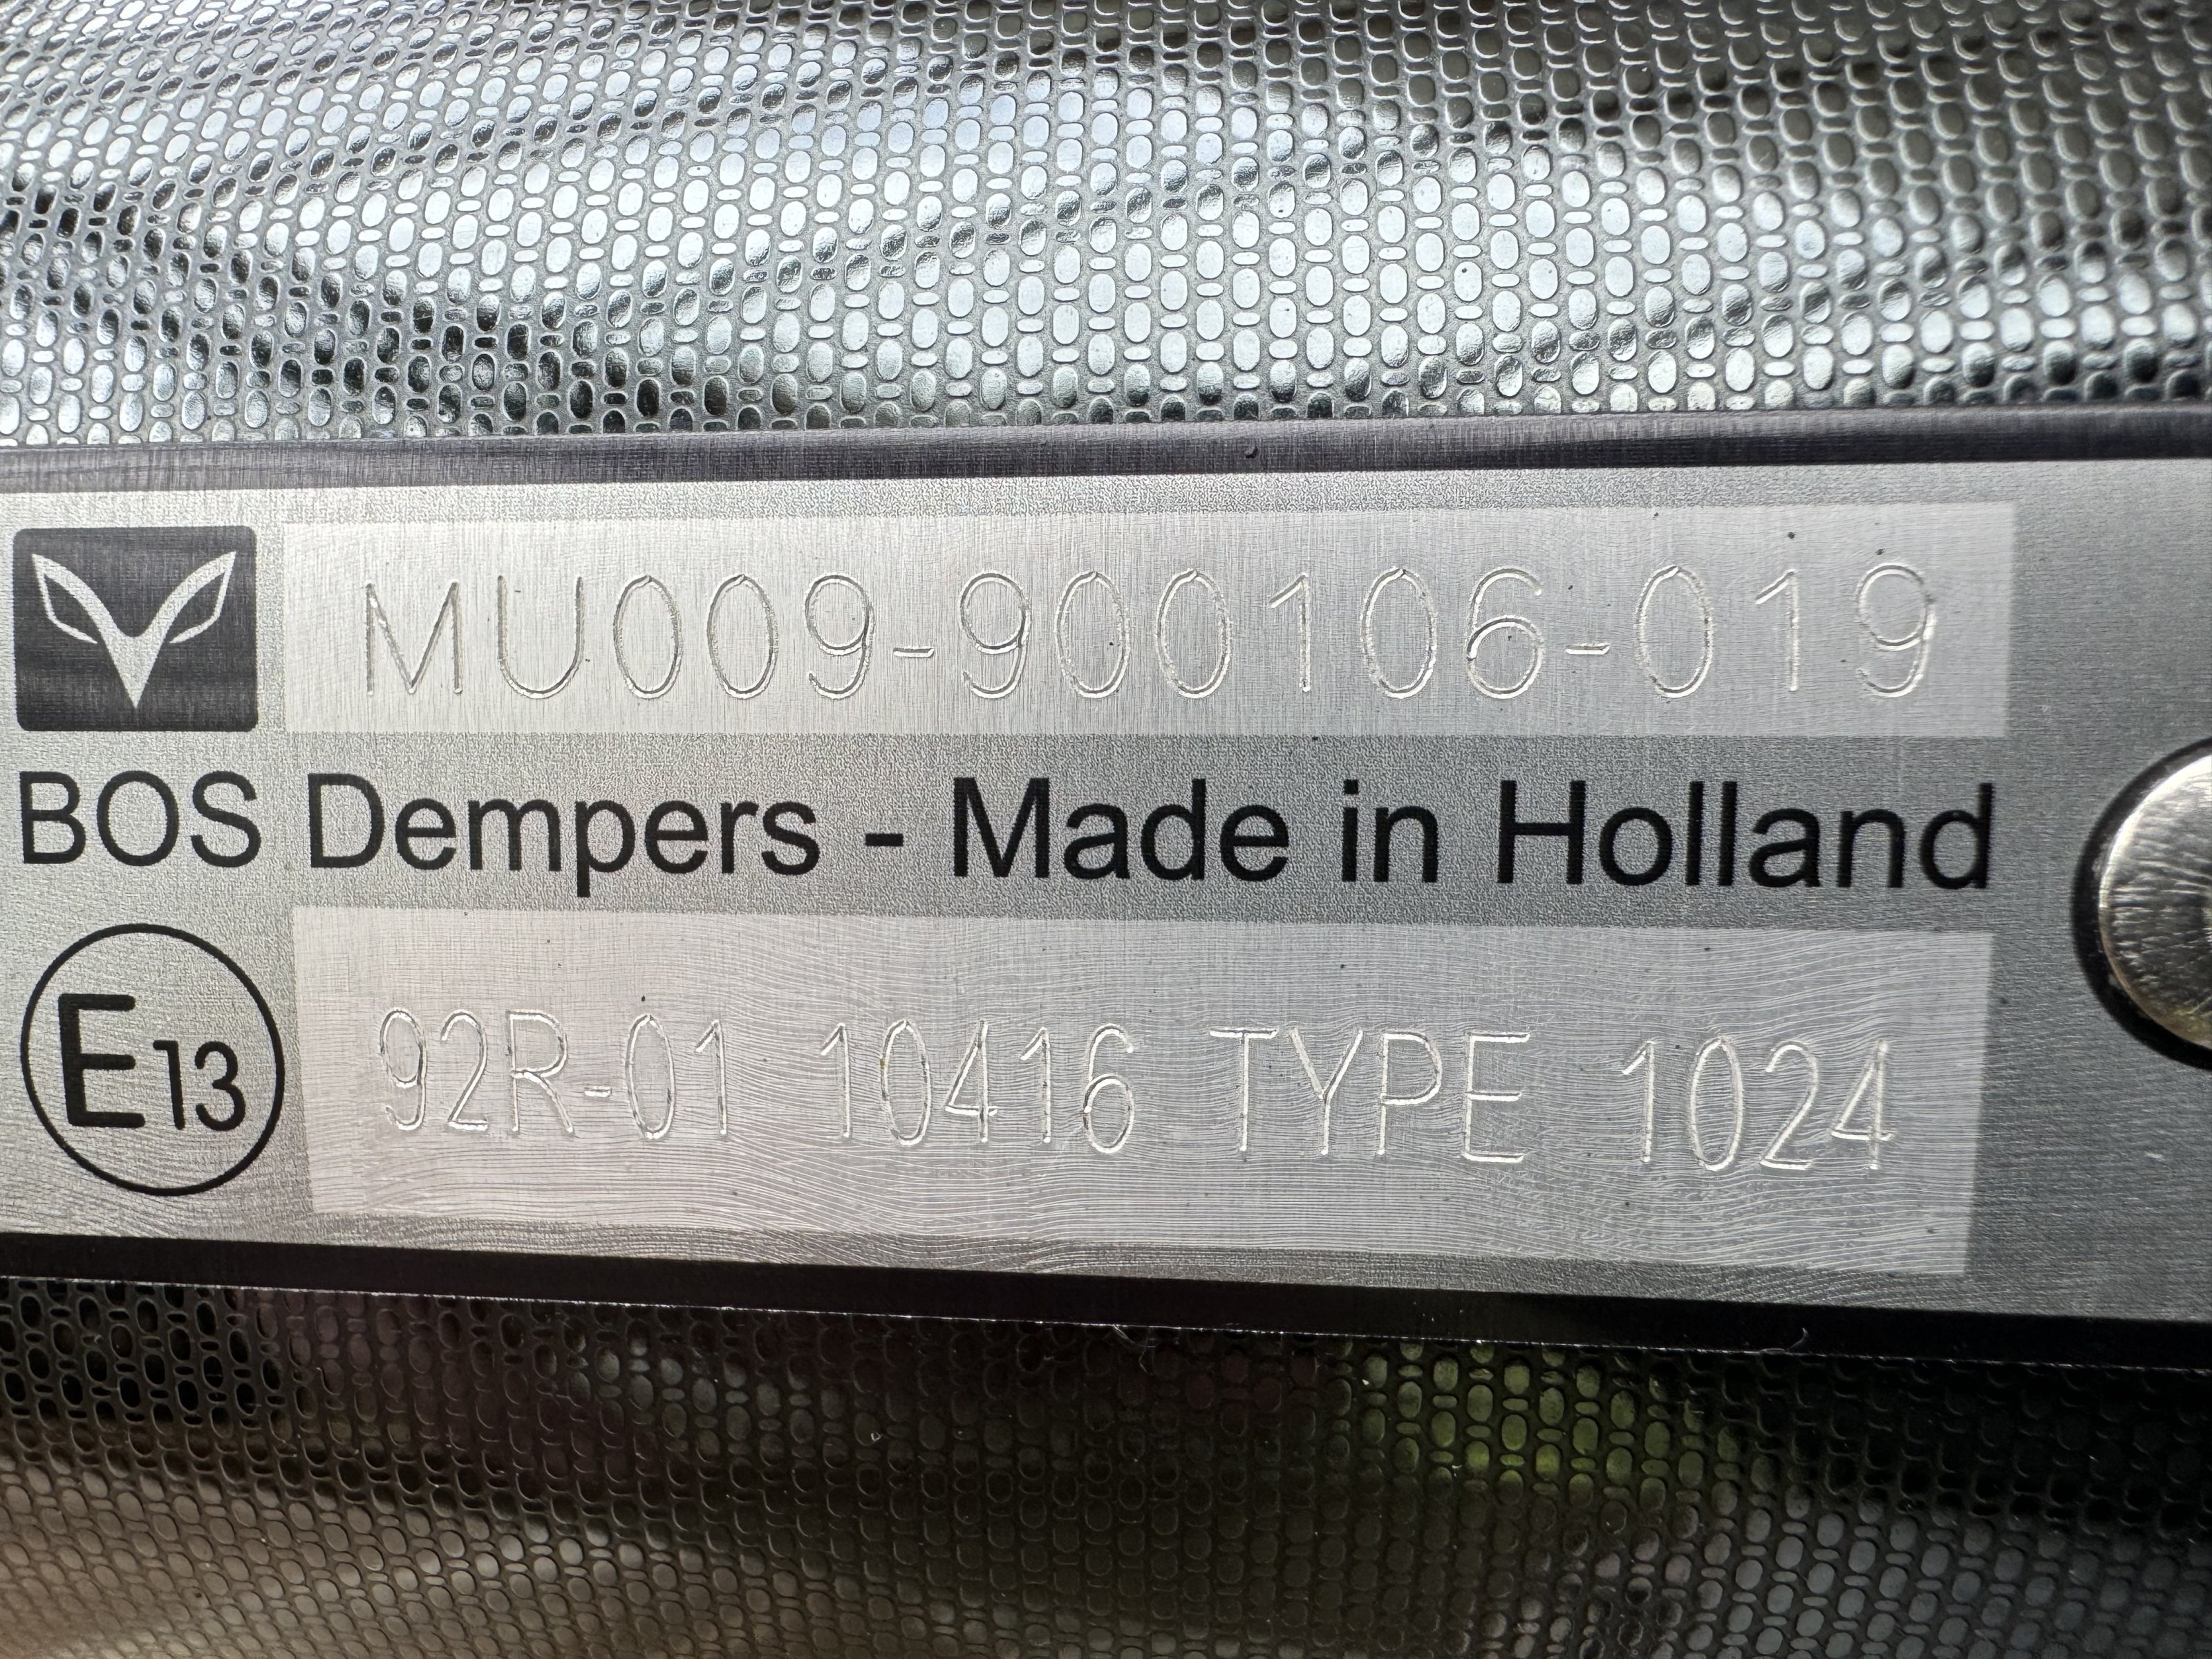 MU009-900106-019
BOS Dempers - Made in Holland
E13 92R-01 10416 TYPE 1024